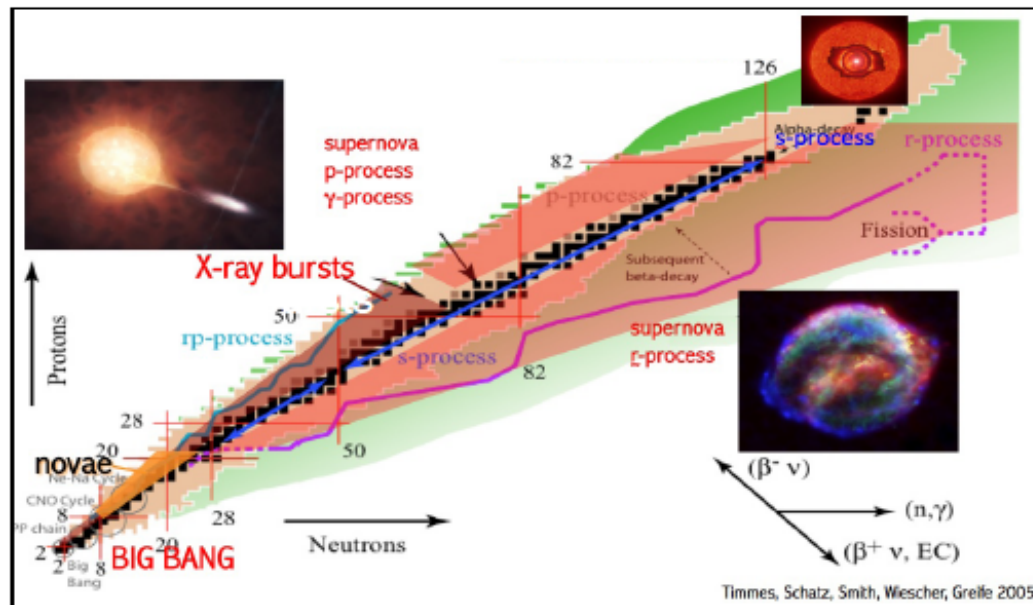 126
Alpha-decay
s-process
r-process
supernova
p-process
γ-process
82
p-process
Fission
X-ray bursts
Subsequent
beta-decay
50
rp-process
s-process
supernova
r-process
Protons
82
28
50
20
novae
Ne-Na Cycle
CNO Cycle
8
28
PP chain
2
2
Big
Bang
8
BIG BANG
20
Neutrons
(β⁻ ν)
(n,γ)
(β⁺ ν, EC)
Timmes, Schatz, Smith, Wiescher, Greife 2005